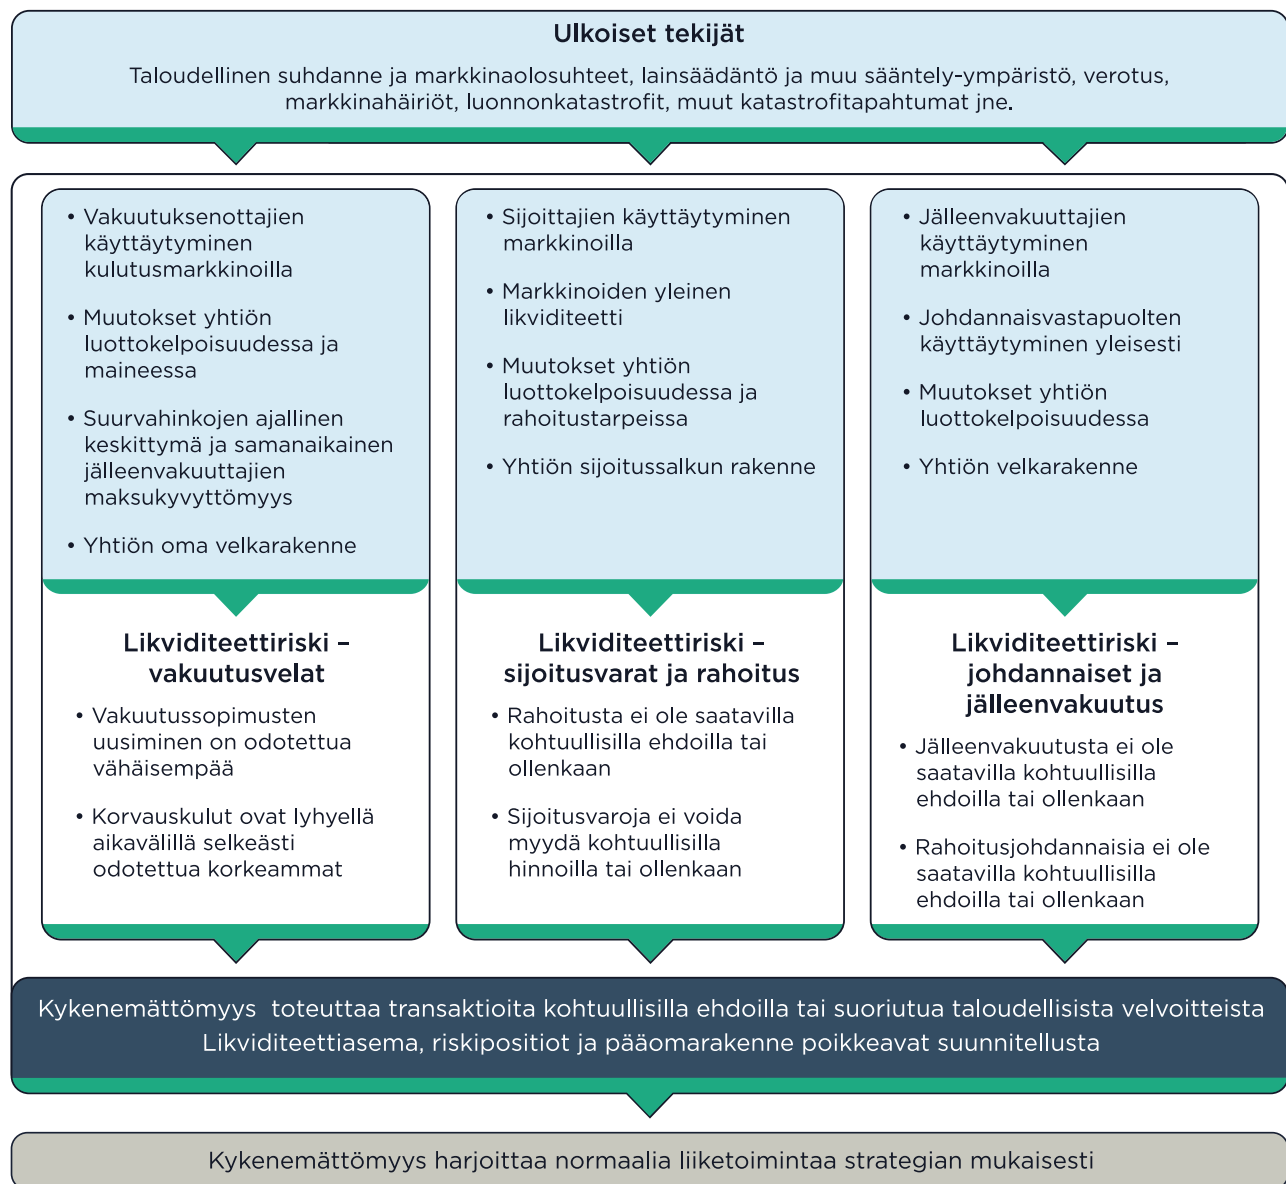 Ulkoiset tekijät
Taloudellinen suhdanne ja markkinaolosuhteet, lainsäädäntö ja muu sääntely-ympäristö, verotus,
markkinahäiriöt, luonnonkatastrofit, muut katastrofitapahtumat jne.
• Vakuutuksenottajien
käyttäytyminen
kulutusmarkkinoilla
• Muutokset yhtiön
luottokelpoisuudessa ja
maineessa
• Suurvahinkojen ajallinen
keskittymä ja samanaikainen
jälleenvakuuttajien
maksukyvyttömyys
• Yhtiön oma velkarakenne
Likviditeettiriski –
vakuutusvelat
• Vakuutussopimusten
uusiminen on odotettua
vähäisempää
• Korvauskulut ovat lyhyellä
aikavälillä selkeästi
odotettua korkeammat
• Sijoittajien käyttäytyminen
markkinoilla
• Markkinoiden yleinen
likviditeetti
• Muutokset yhtiön
luottokelpoisuudessa ja
rahoitustarpeissa
• Yhtiön sijoitussalkun rakenne
Likviditeettiriski –
sijoitusvarat ja rahoitus
• Rahoitusta ei ole saatavilla
kohtuullisilla ehdoilla tai
ollenkaan
• Sijoitusvaroja ei voida
myydä kohtuullisilla
hinnoilla tai ollenkaan
• Jälleenvakuuttajien
käyttäytyminen
markkinoilla
• Johdannaisvastapuolten
käyttäytyminen yleisesti
• Muutokset yhtiön
luottokelpoisuudessa
• Yhtiön velkarakenne
Likviditeettiriski –
johdannaiset ja
jälleenvakuutus
• Jälleenvakuutusta ei ole
saatavilla kohtuullisilla
ehdoilla tai ollenkaan
• Rahoitusjohdannaisia ei ole
saatavilla kohtuullisilla
ehdoilla tai ollenkaan
Kykenemättömyys toteuttaa transaktioita kohtuullisilla ehdoilla tai suoriutua taloudellisista velvoitteista
Likviditeettiasema, riskipositiot ja pääomarakenne poikkeavat suunnitellusta
Kykenemättömyys harjoittaa normaalia liiketoimintaa strategian mukaisesti